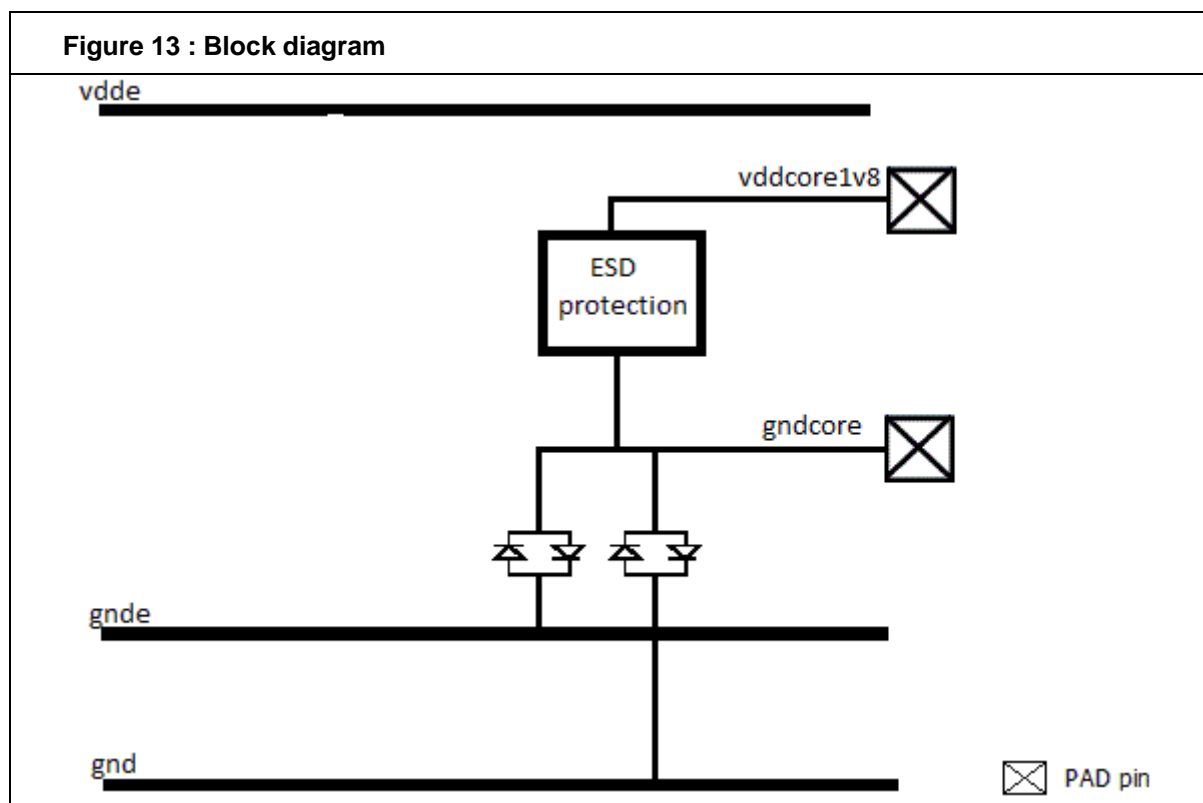 Figure 13 : Block diagram
vdde
vddcore1v8
ESD
protection
gndcore
gnde
gnd
PAD pin